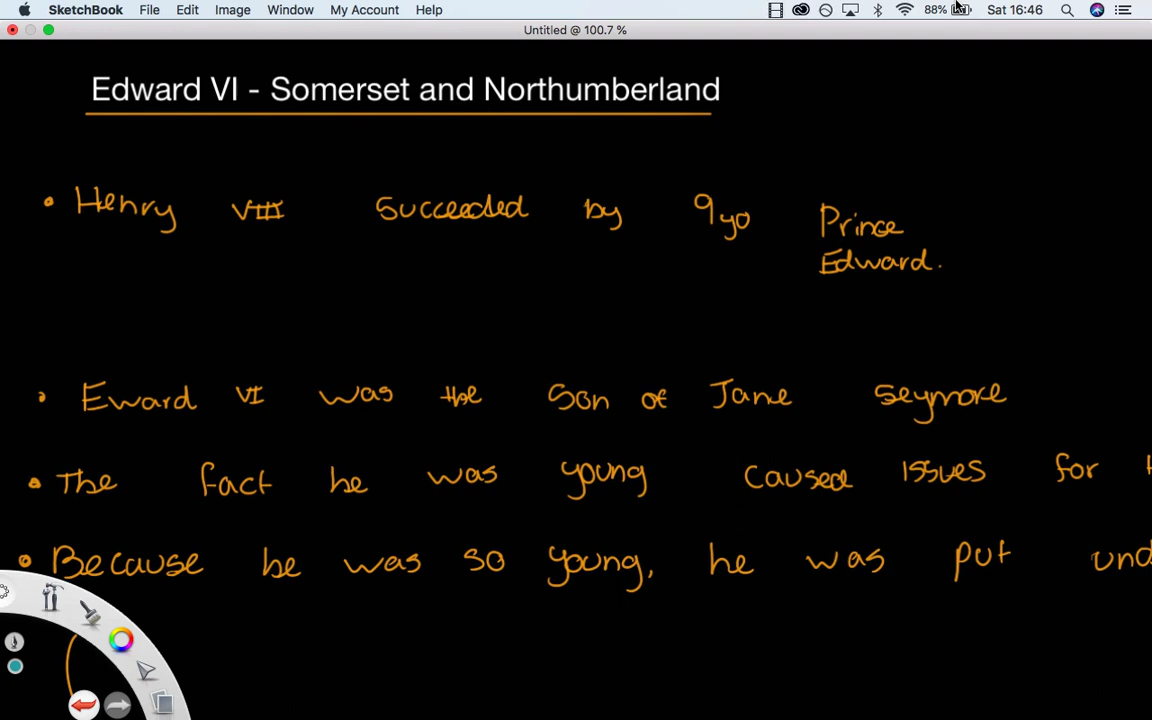 SketchBook File Edit Image Window My Account Help 88% Sat 16:46
Untitled @ 100.7 %
Edward VI - Somerset and Northumberland
• Henry VIII succeeded by 9yo Prince
Edward.
• Eward VI was the son of Jane Seymore
• The fact he was young caused issues for
• Because he was so young, he was put und